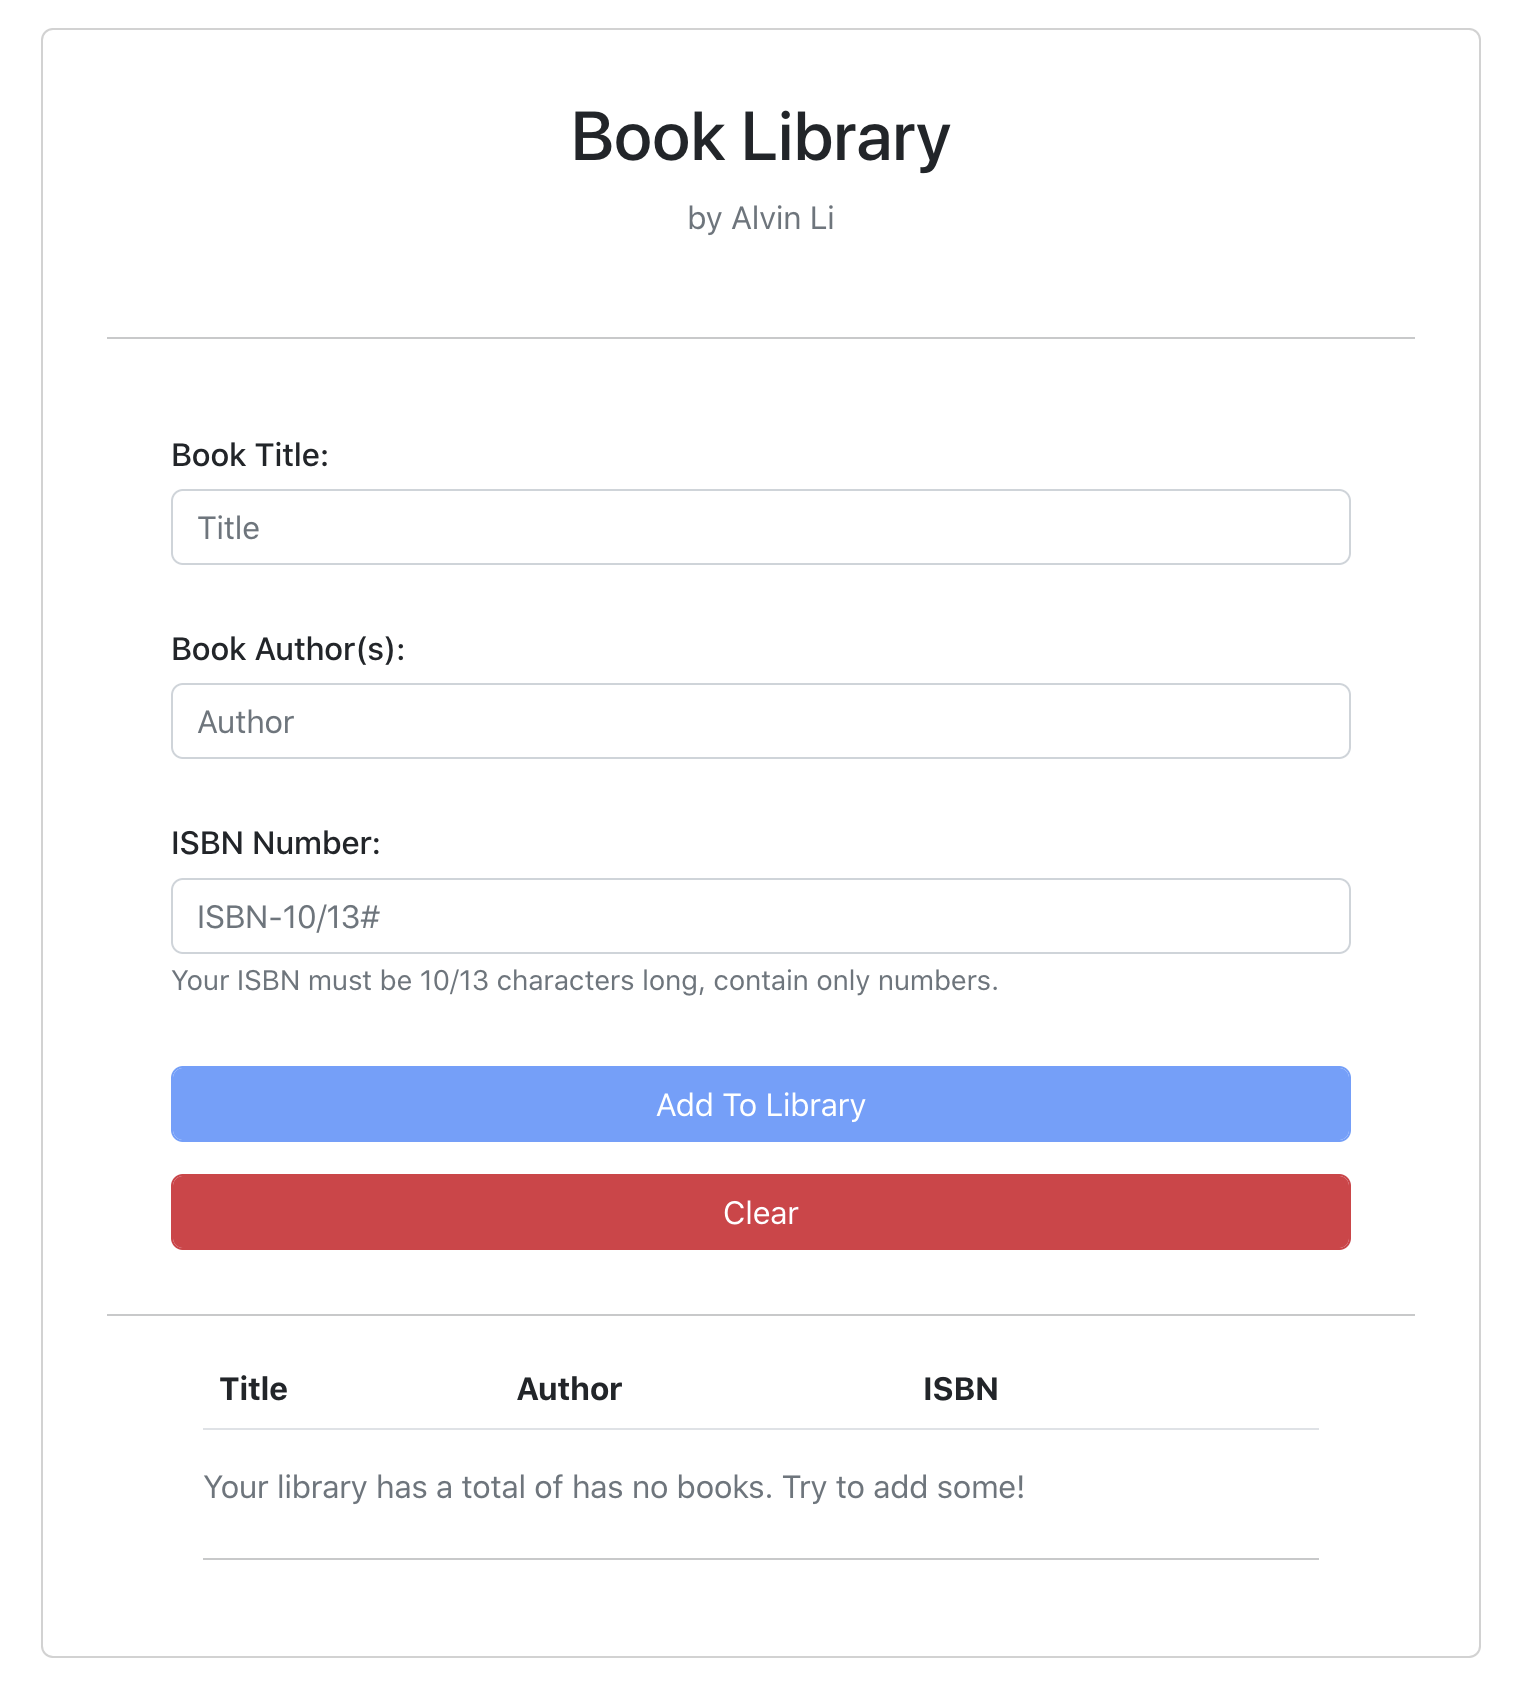 Book Library
by Alvin Li
Book Title:
Title
Book Author(s):
Author
ISBN Number:
ISBN-10/13#
Your ISBN must be 10/13 characters long, contain only numbers.
Add To Library
Clear
Title Author ISBN
Your library has a total of has no books. Try to add some!